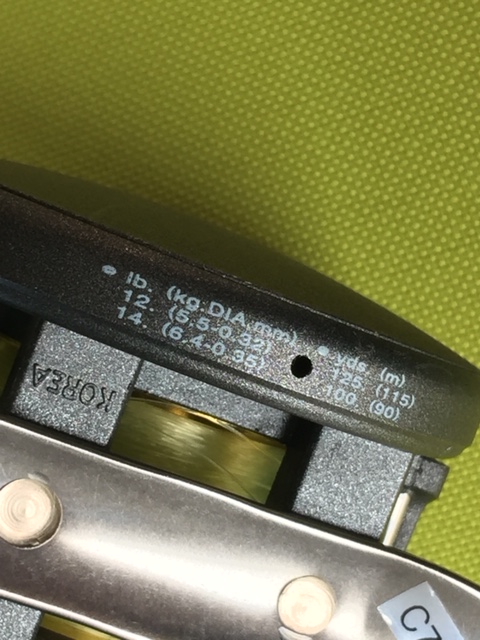 lb. (kg.DIA.mm) yds (m)
12. (5.5-0.32) 125 (115)
14. (6.4-0.35) 100 (90)
KOREA
C7